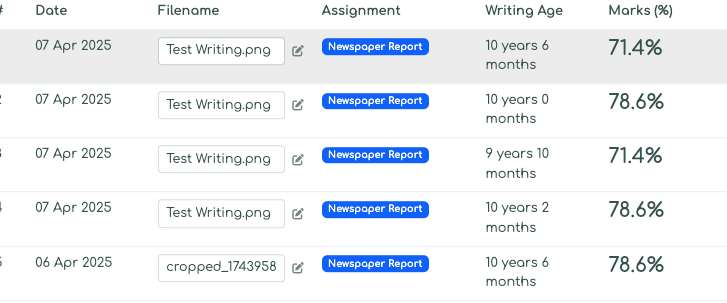 # Date Filename Assignment Writing Age Marks (%)
07 Apr 2025 Test Writing.png Newspaper Report 10 years 6 months 71.4%
2 07 Apr 2025 Test Writing.png Newspaper Report 10 years 0 months 78.6%
3 07 Apr 2025 Test Writing.png Newspaper Report 9 years 10 months 71.4%
4 07 Apr 2025 Test Writing.png Newspaper Report 10 years 2 months 78.6%
5 06 Apr 2025 cropped_1743958 Newspaper Report 10 years 6 months 78.6%